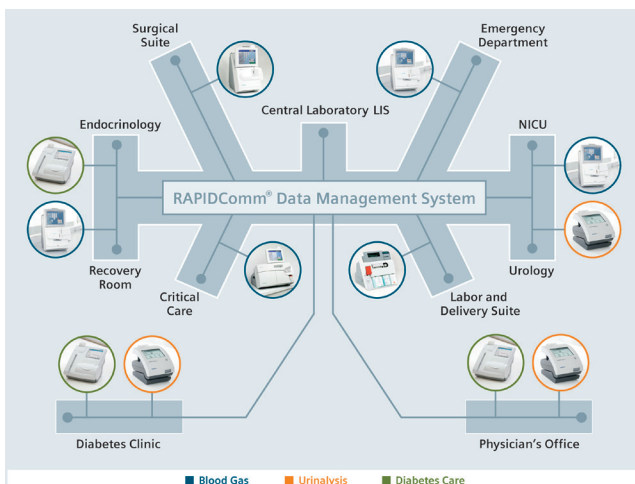 Surgical
Suite
Emergency
Department
Central Laboratory LIS
Endocrinology
NICU
RAPIDComm® Data Management System
Recovery
Room
Urology
Critical
Care
Labor and
Delivery Suite
Diabetes Clinic
Physician’s Office
Blood Gas
Urinalysis
Diabetes Care